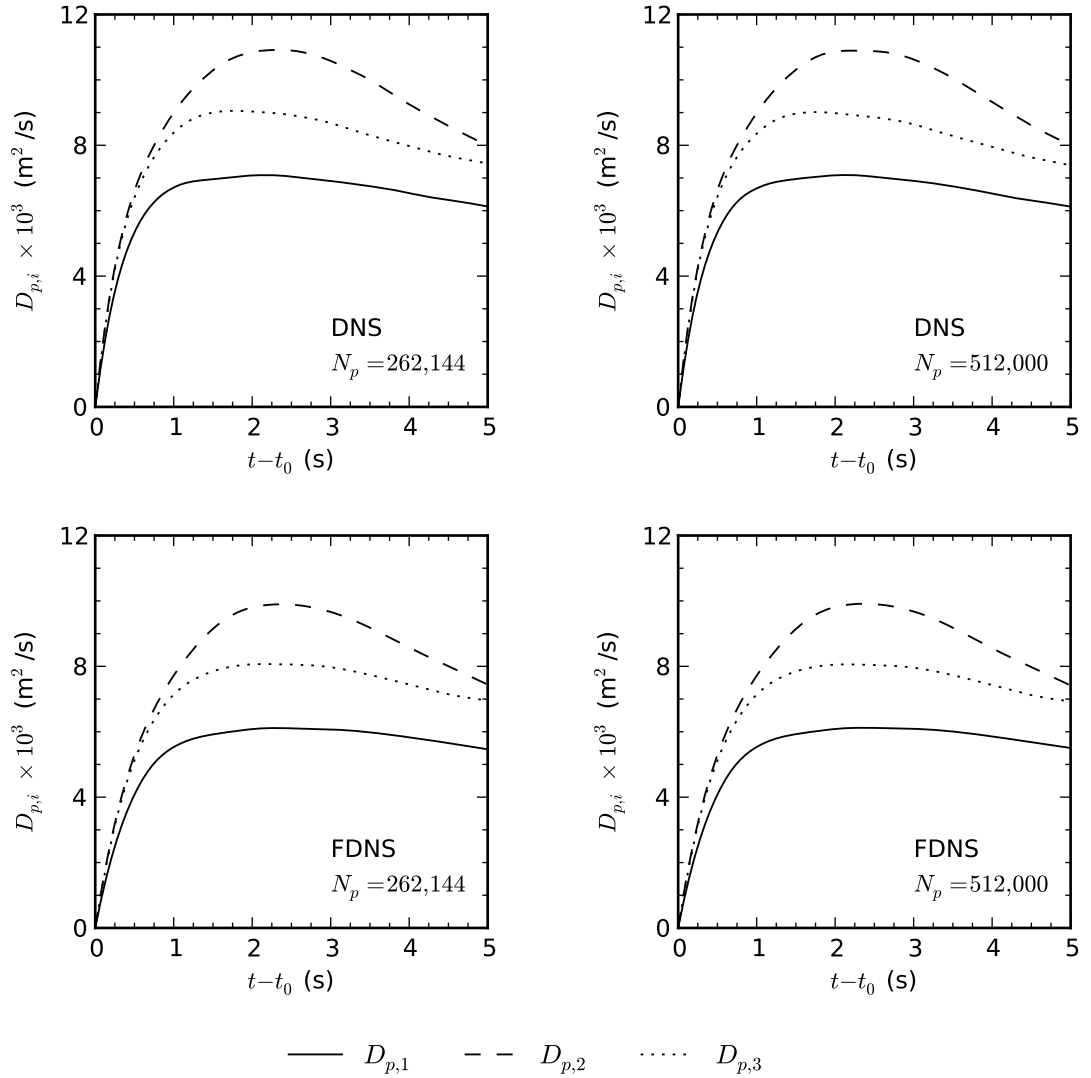 12
8
4
0
D_{p,i} × 10^3 (m^2/s)
DNS
N_p =262,144
0 1 2 3 4 5
t−t_0 (s)
12
8
4
0
D_{p,i} × 10^3 (m^2/s)
DNS
N_p =512,000
0 1 2 3 4 5
t−t_0 (s)
12
8
4
0
D_{p,i} × 10^3 (m^2/s)
FDNS
N_p =262,144
0 1 2 3 4 5
t−t_0 (s)
12
8
4
0
D_{p,i} × 10^3 (m^2/s)
FDNS
N_p =512,000
0 1 2 3 4 5
t−t_0 (s)
D_{p,1} D_{p,2} D_{p,3}